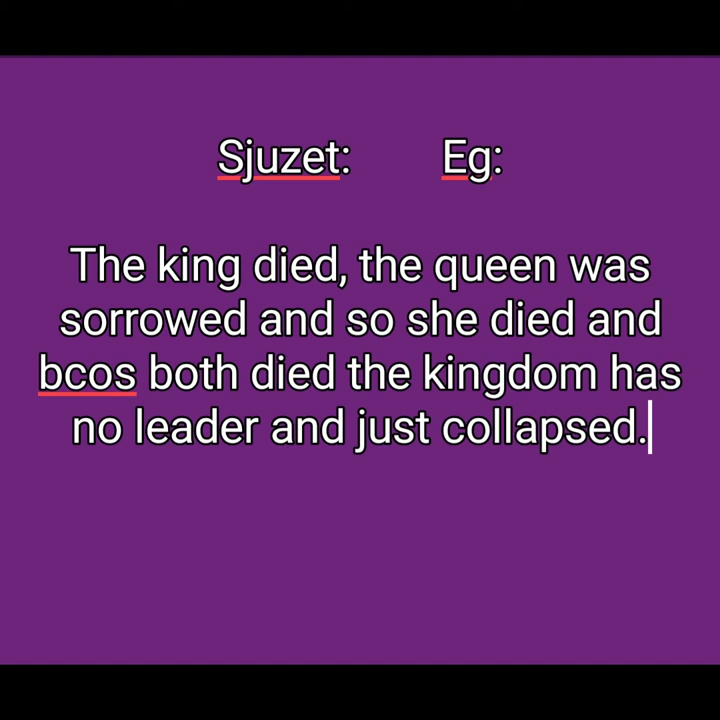 Sjuzet: Eg:
The king died, the queen was
sorrowed and so she died and
bcos both died the kingdom has
no leader and just collapsed.